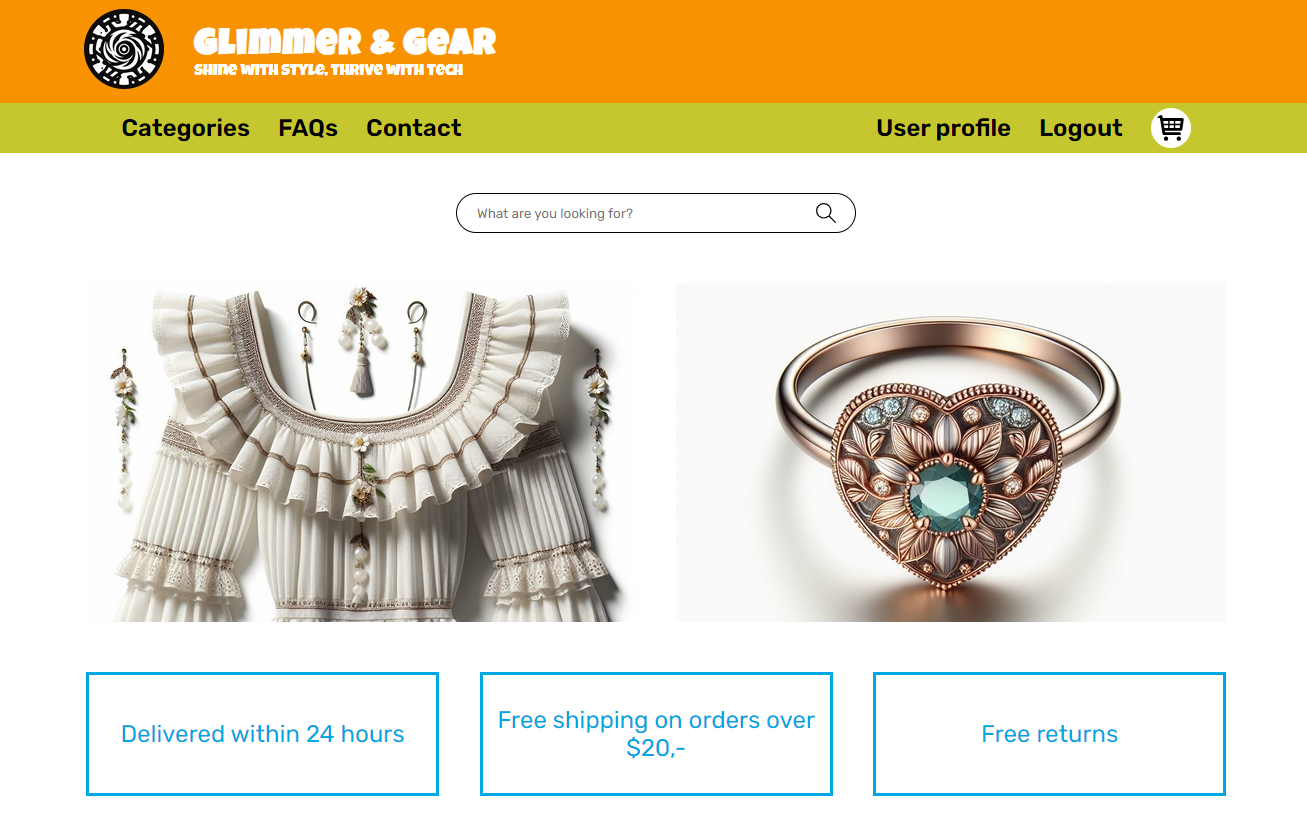 Glimmer & Gear
Shine with style, thrive with tech
Categories FAQs Contact User profile Logout
What are you looking for?
Delivered within 24 hours
Free shipping on orders over
$20,-
Free returns